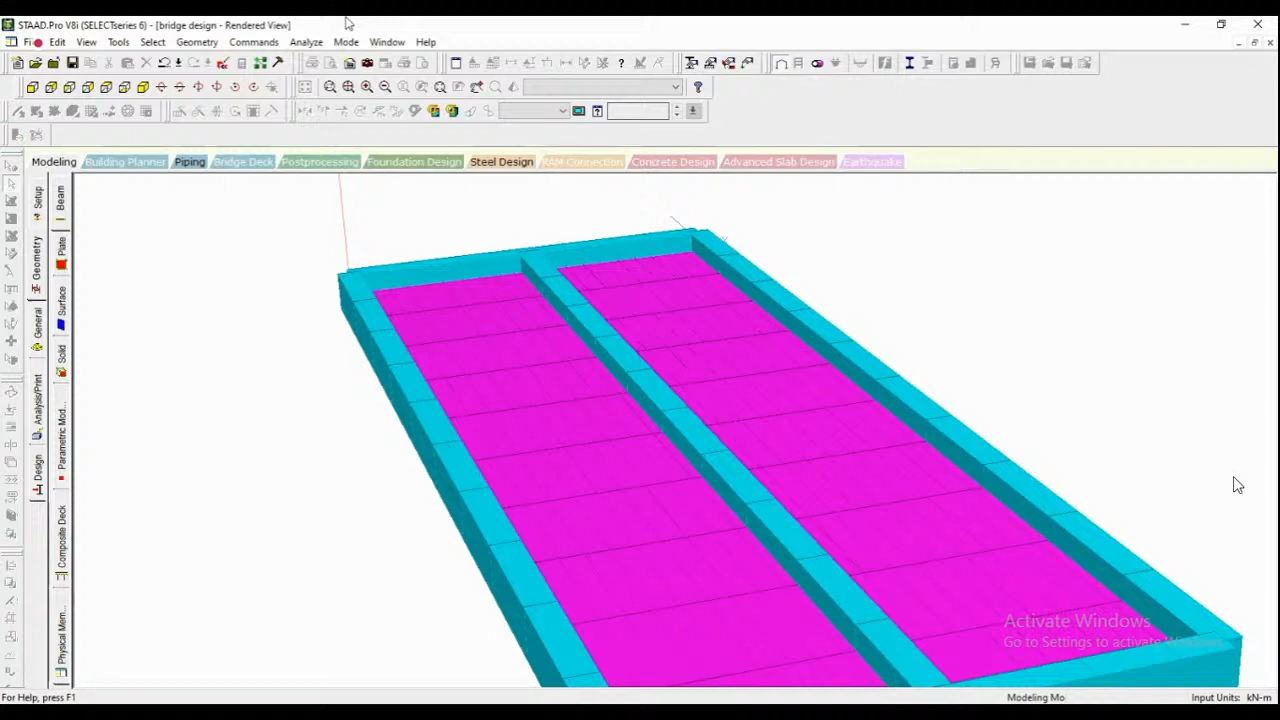 STAAD.Pro V8i (SELECTseries 6) - [bridge design - Rendered View]
Fi Edit View Tools Select Geometry Commands Analyze Mode Window Help
Modeling Building Planner Piping Bridge Deck Postprocessing Foundation Design Steel Design RAM Connection Concrete Design Advanced Slab Design Earthquake
Setup
Geometry
General
Analysis/Print
Design
Beam
Plate
Surface
Solid
Parametric Mod...
Composite Deck
Physical Mem...
Activate Windows
Go to Settings to activate Windows.
For Help, press F1
Modeling Mo
Input Units: kN-m